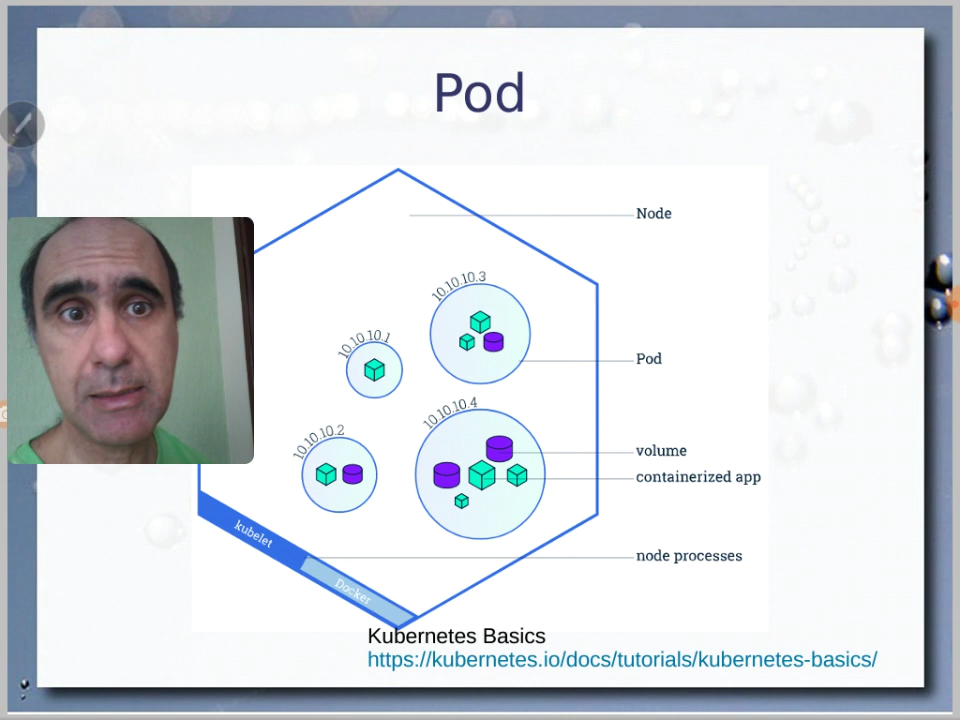 Pod
Node
10.10.10.3
10.10.10.1
Pod
10.10.10.4
10.10.10.2
volume
containerized app
kubelet
node processes
Docker
Kubernetes Basics
https://kubernetes.io/docs/tutorials/kubernetes-basics/